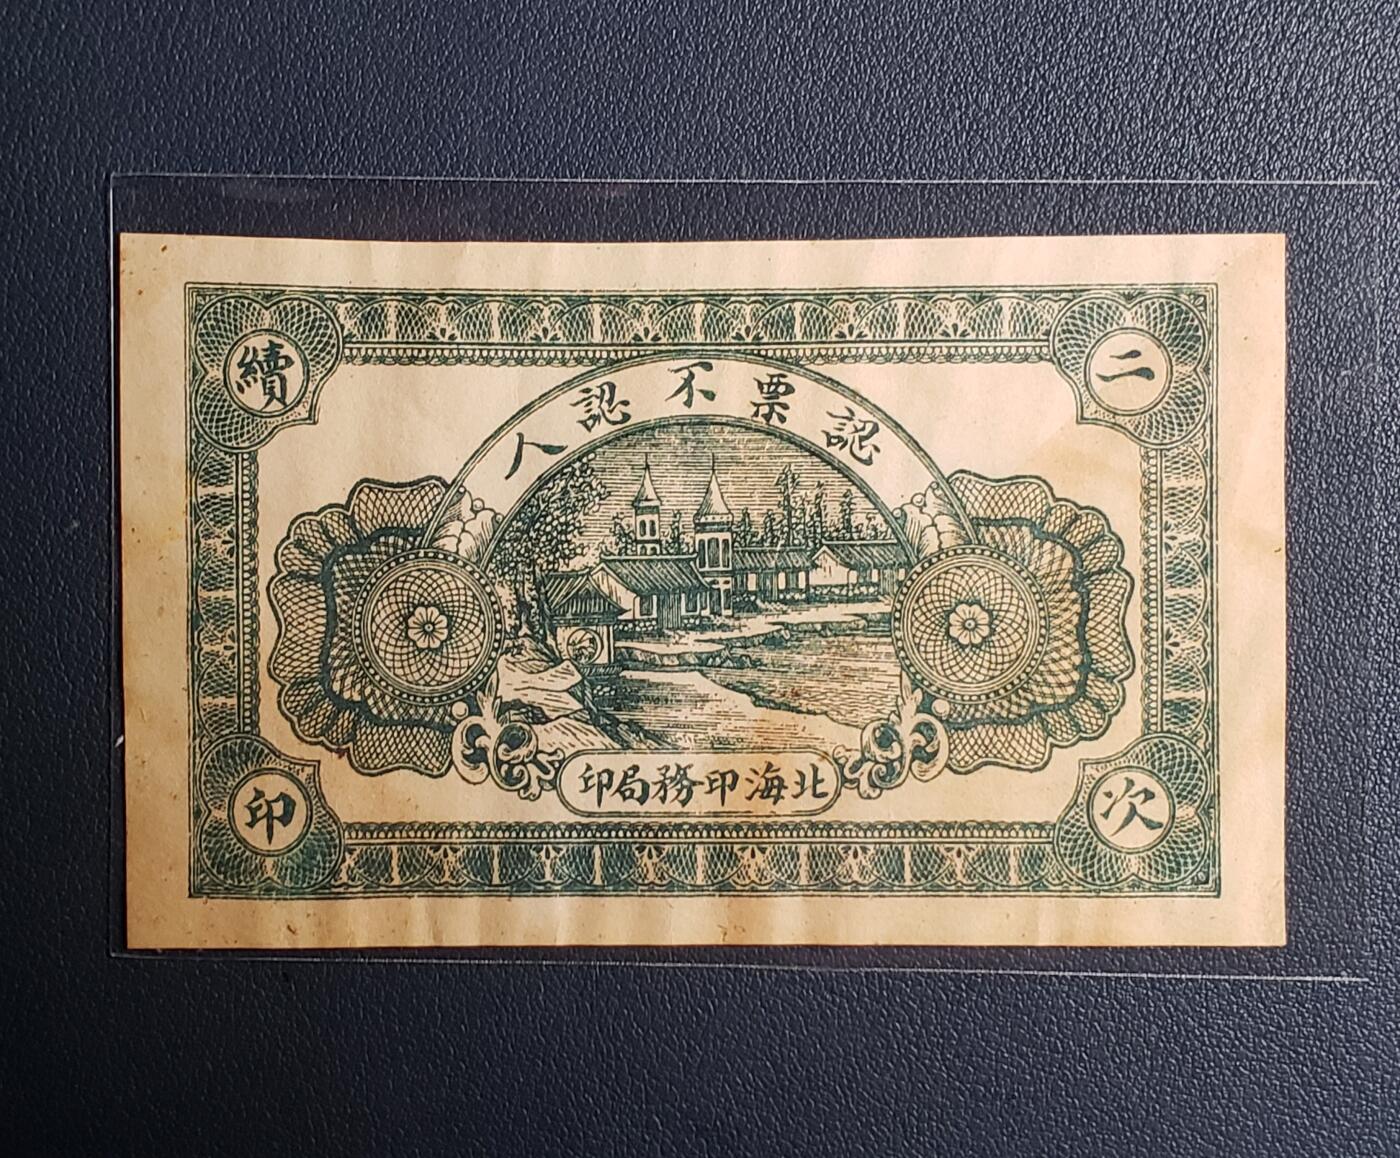 認票不認人
二次
續印
北海印務局印